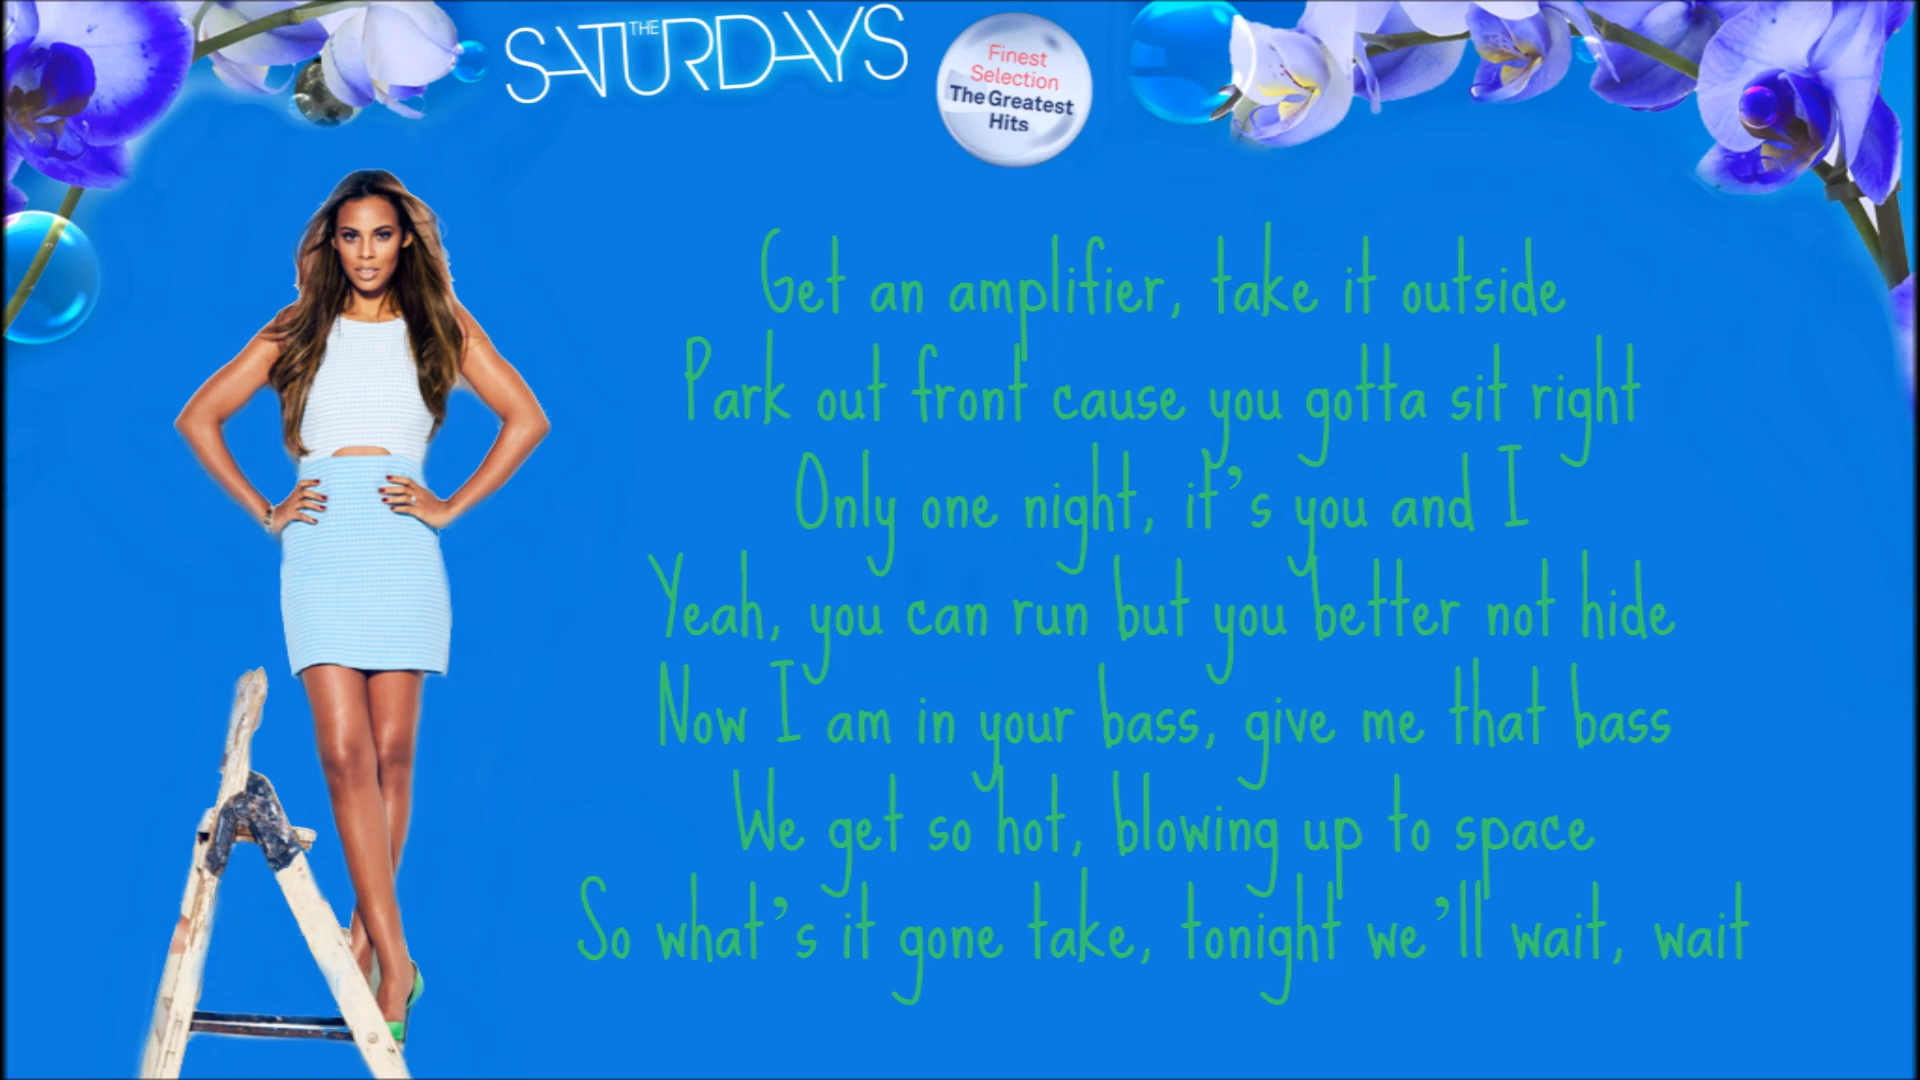 THE
SATURDAYS
Finest
Selection
The Greatest
Hits
Get an amplifier, take it outside
Park out front cause you gotta sit right
Only one night, it's you and I
Yeah, you can run but you better not hide
Now I am in your bass, give me that bass
We get so hot, blowing up to space
So what's it gone take, tonight we'll wait, wait